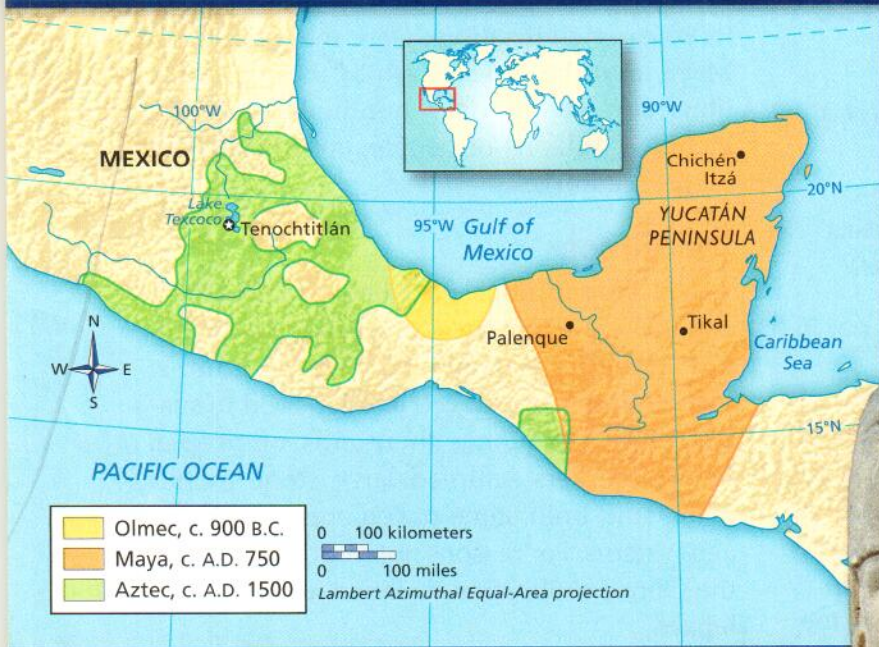 100°W
90°W
MEXICO
Chichén
Itzá
20°N
Lake
Texcoco
Tenochtitlán
95°W
Gulf of
Mexico
YUCATÁN
PENINSULA
Palenque
Tikal
Caribbean
Sea
N
W E
S
15°N
PACIFIC OCEAN
Olmec, c. 900 B.C.
Maya, c. A.D. 750
Aztec, c. A.D. 1500
0 100 kilometers
0 100 miles
Lambert Azimuthal Equal-Area projection